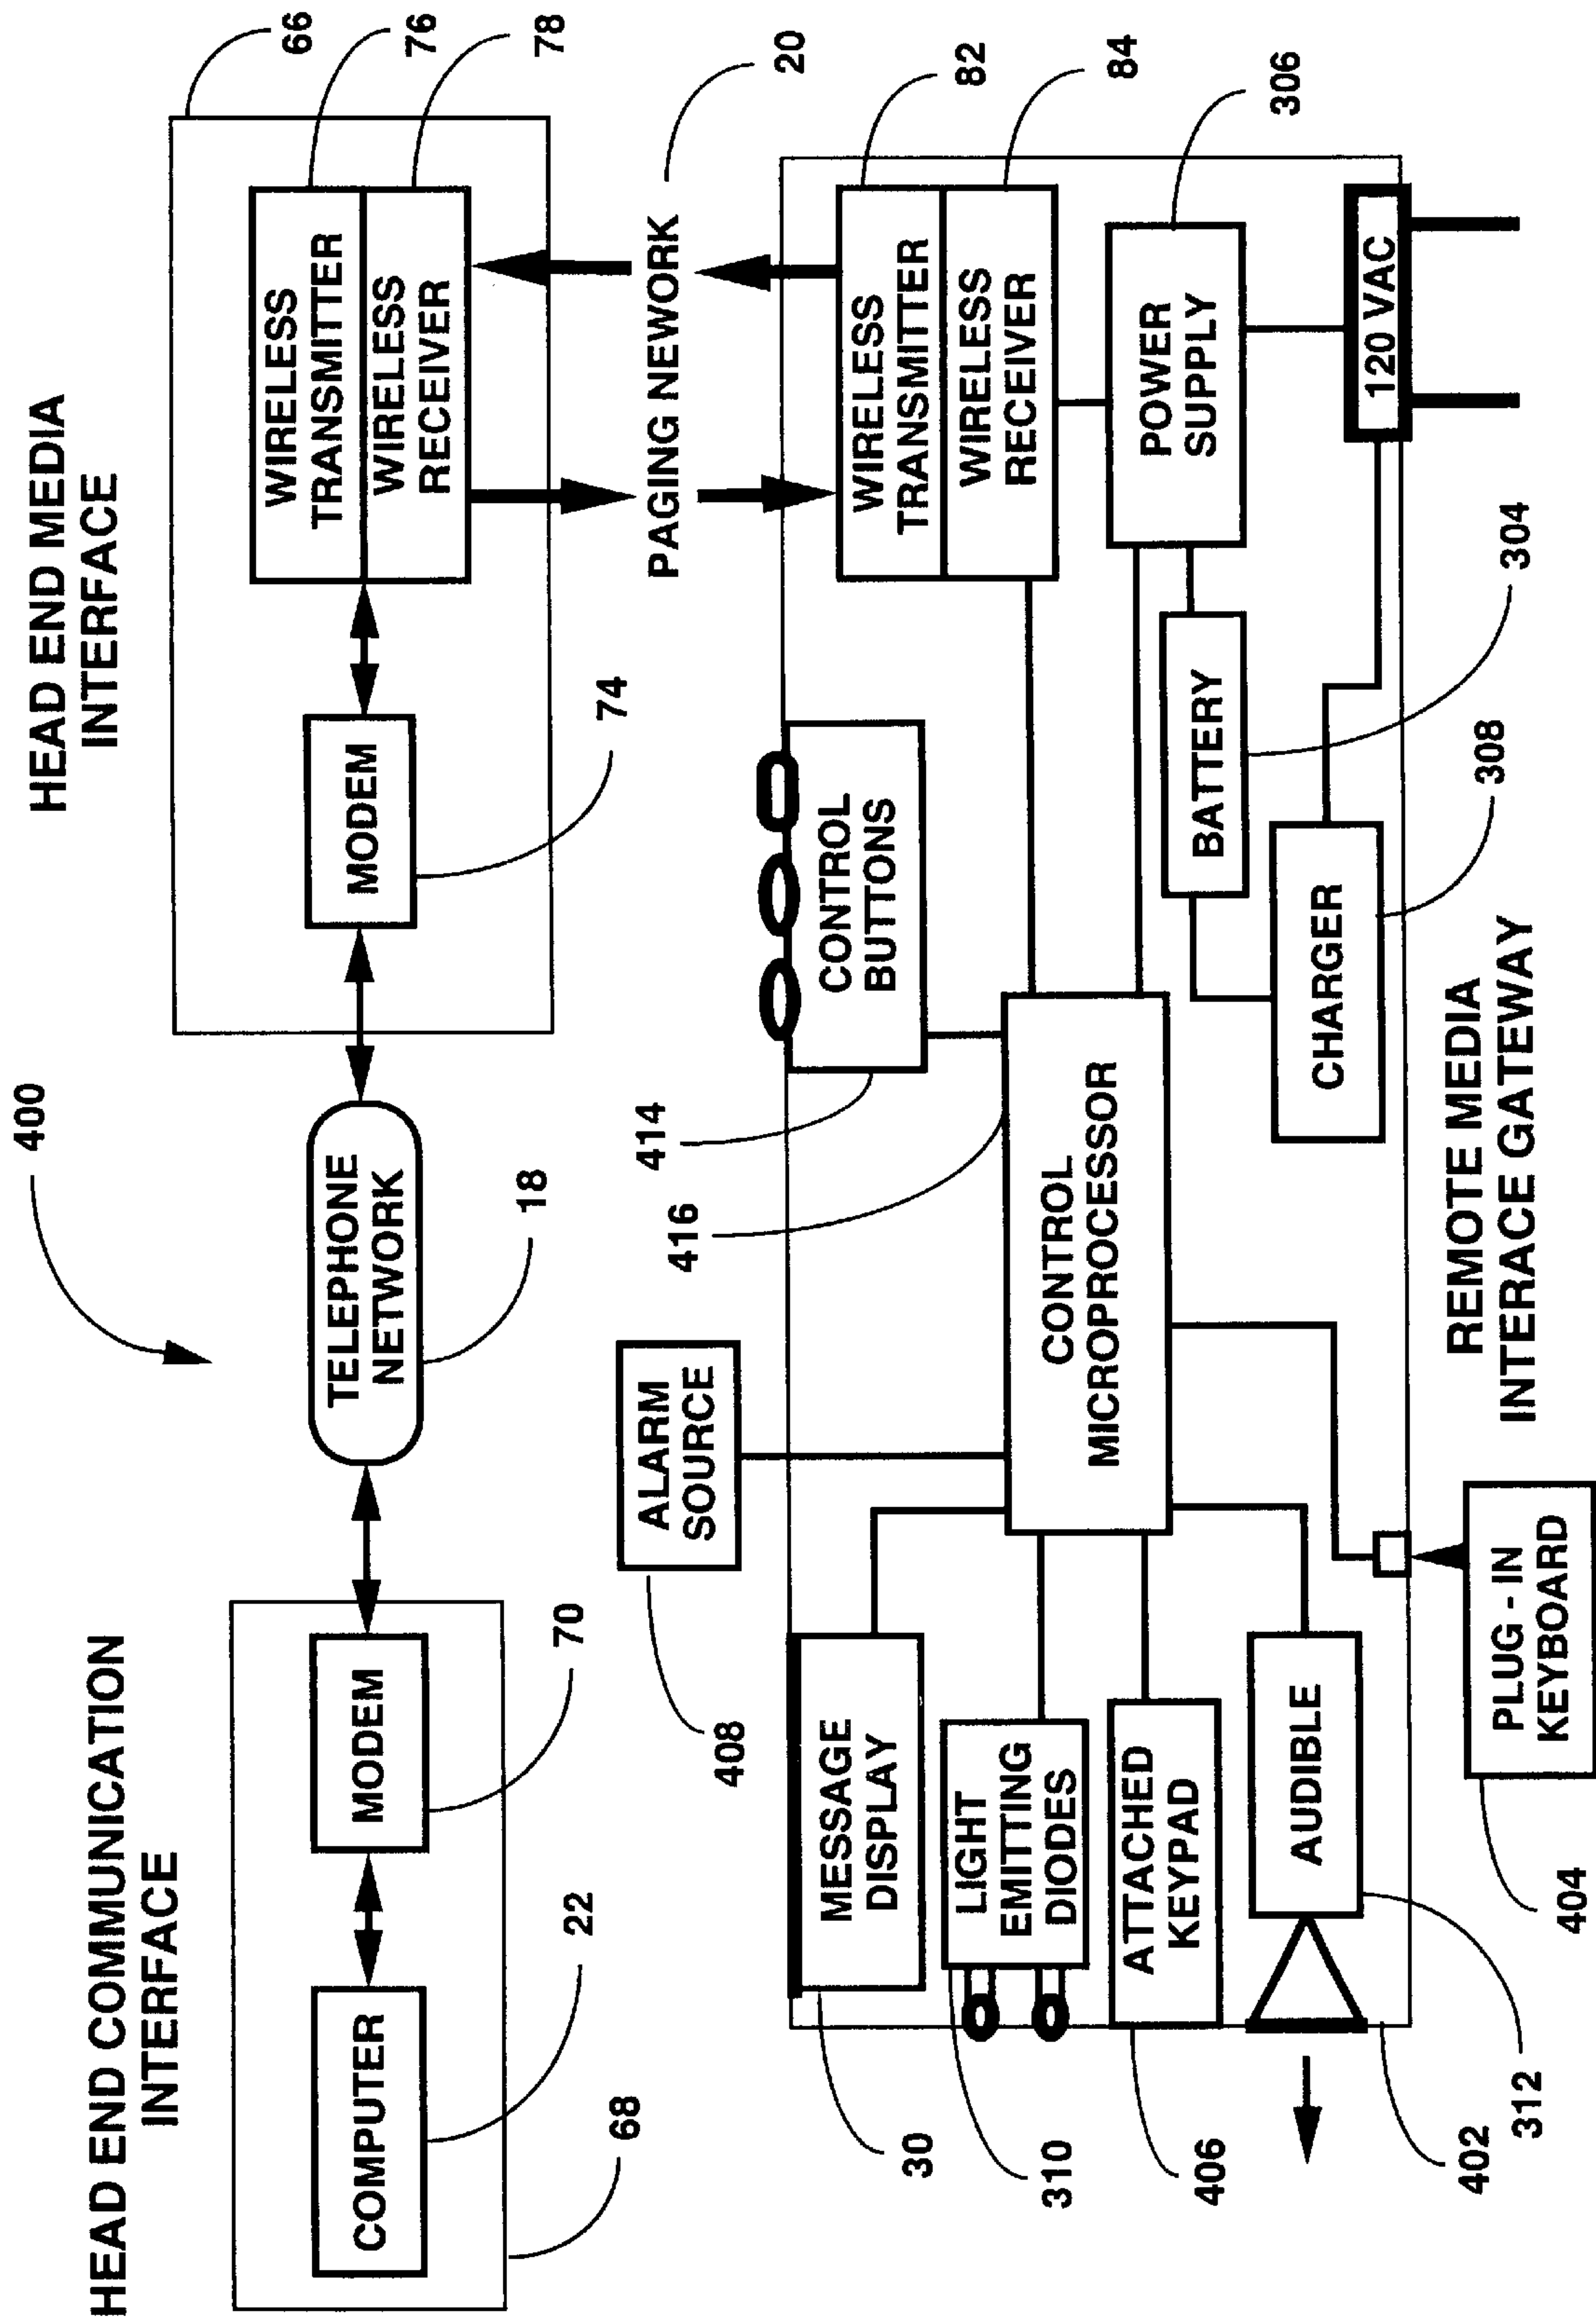 400
HEAD END COMMUNICATION
INTERFACE
HEAD END MEDIA
INTERFACE
COMPUTER
22
68
MODEM
70
TELEPHONE
NETWORK
18
MODEM
74
WIRELESS
TRANSMITTER
WIRELESS
RECEIVER
66
76
78
PAGING NEWORK
20
ALARM
SOURCE
408
416
414
CONTROL
BUTTONS
WIRELESS
TRANSMITTER
WIRELESS
RECEIVER
82
84
MESSAGE
DISPLAY
30
LIGHT
EMITTING
DIODES
310
ATTACHED
KEYPAD
406
AUDIBLE
312
402
CONTROL
MICROPROCESSOR
POWER
SUPPLY
306
BATTERY
304
CHARGER
308
120 VAC
PLUG - IN
KEYBOARD
404
REMOTE MEDIA
INTERACE GATEWAY